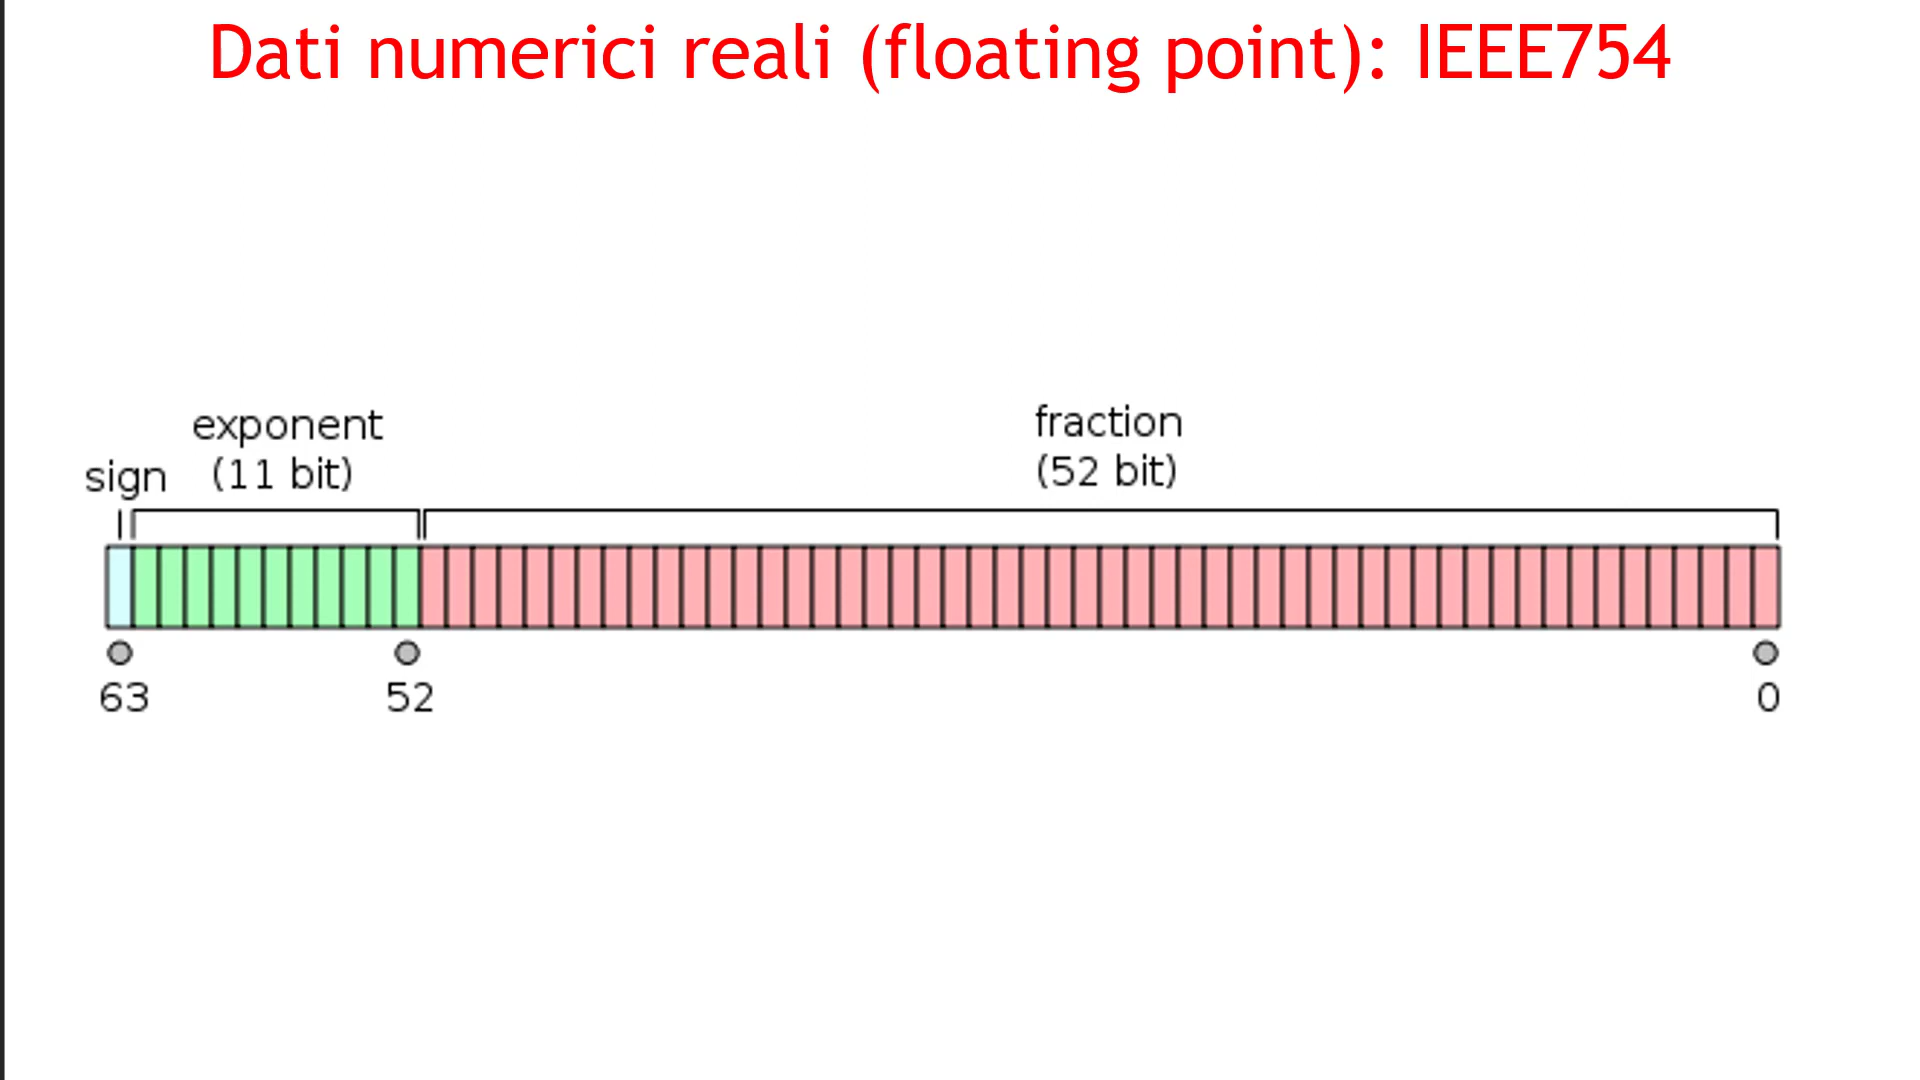 Dati numerici reali (floating point): IEEE754
exponent
(11 bit)
sign
fraction
(52 bit)
63
52
0